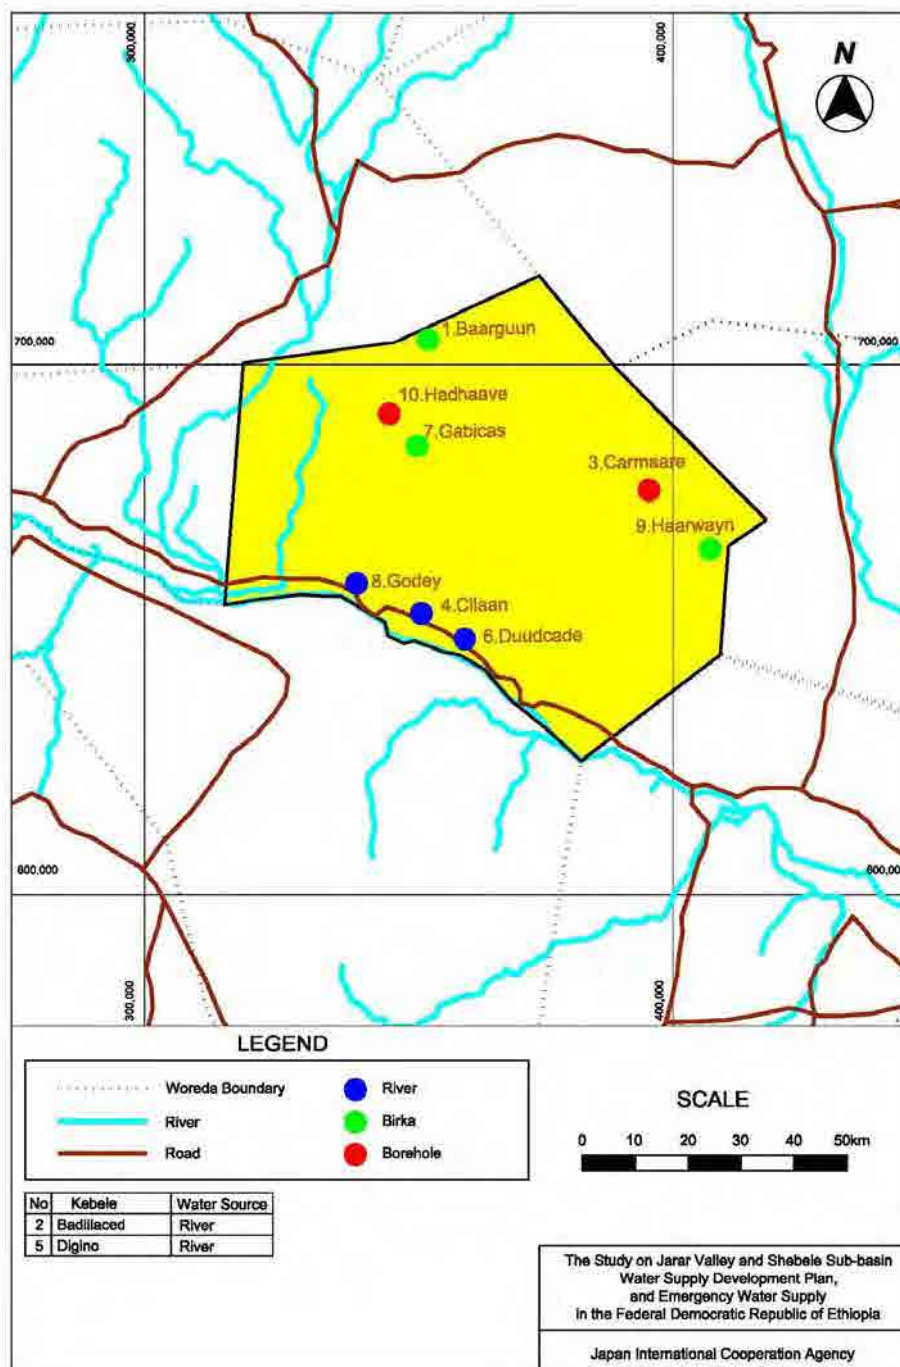 300,000
400,000
N
1.Baarguun
700,000
700,000
10.Hadhaave
7.Gabicas
3.Carmaare
9.Haarwayn
8.Godey
4.Cllaan
6.Duudcade
600,000
600,000
300,000
400,000
LEGEND
Woreda Boundary
River
River
Birka
Road
Borehole
SCALE
0 10 20 30 40 50km
No Kebele Water Source
2 Badillaced River
5 Digino River
The Study on Jarar Valley and Shebele Sub-basin
Water Supply Development Plan,
and Emergency Water Supply
in the Federal Democratic Republic of Ethiopia
Japan International Cooperation Agency